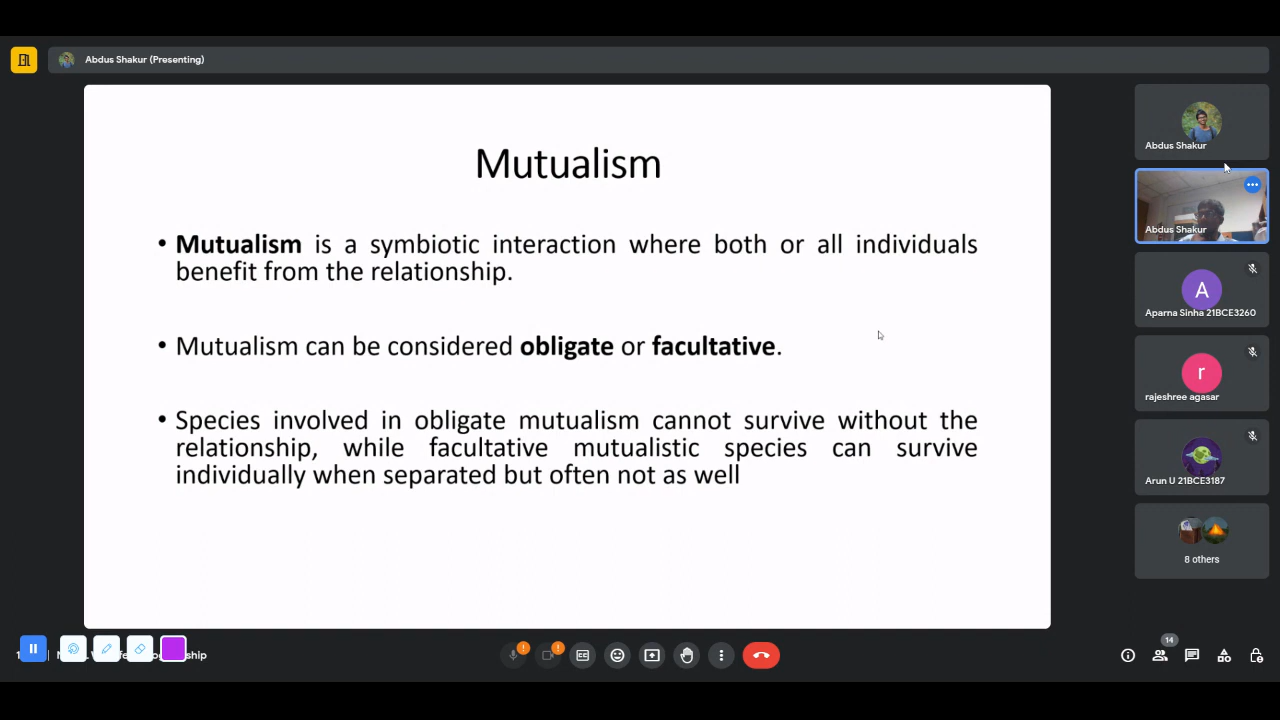 Abdus Shakur (Presenting)
Mutualism
• Mutualism is a symbiotic interaction where both or all individuals
benefit from the relationship.
• Mutualism can be considered obligate or facultative.
• Species involved in obligate mutualism cannot survive without the
relationship, while facultative mutualistic species can survive
individually when separated but often not as well
Abdus Shakur
Abdus Shakur
A
Aparna Sinha 21BCE3260
r
rajeshree agasar
Arun U 21BCE3187
8 others
14